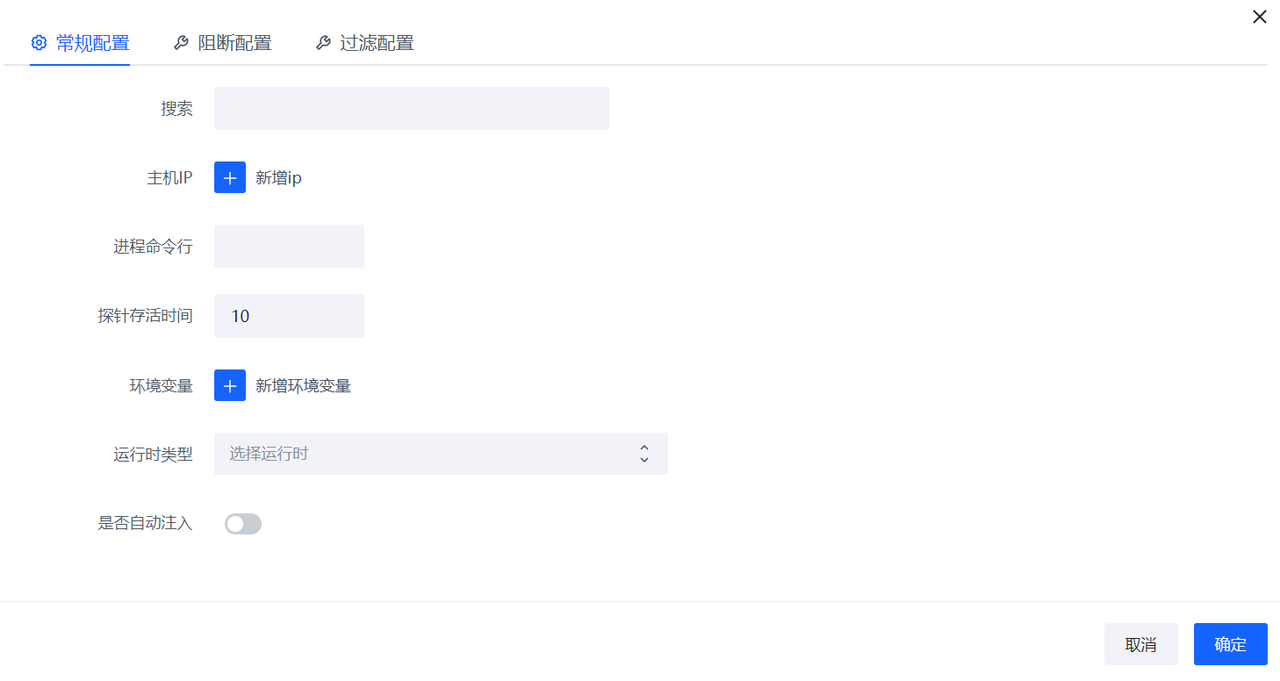 常规配置 阻断配置 过滤配置
搜索
主机IP 新增ip
进程命令行
探针存活时间 10
环境变量 新增环境变量
运行时类型 选择运行时
是否自动注入
取消 确定